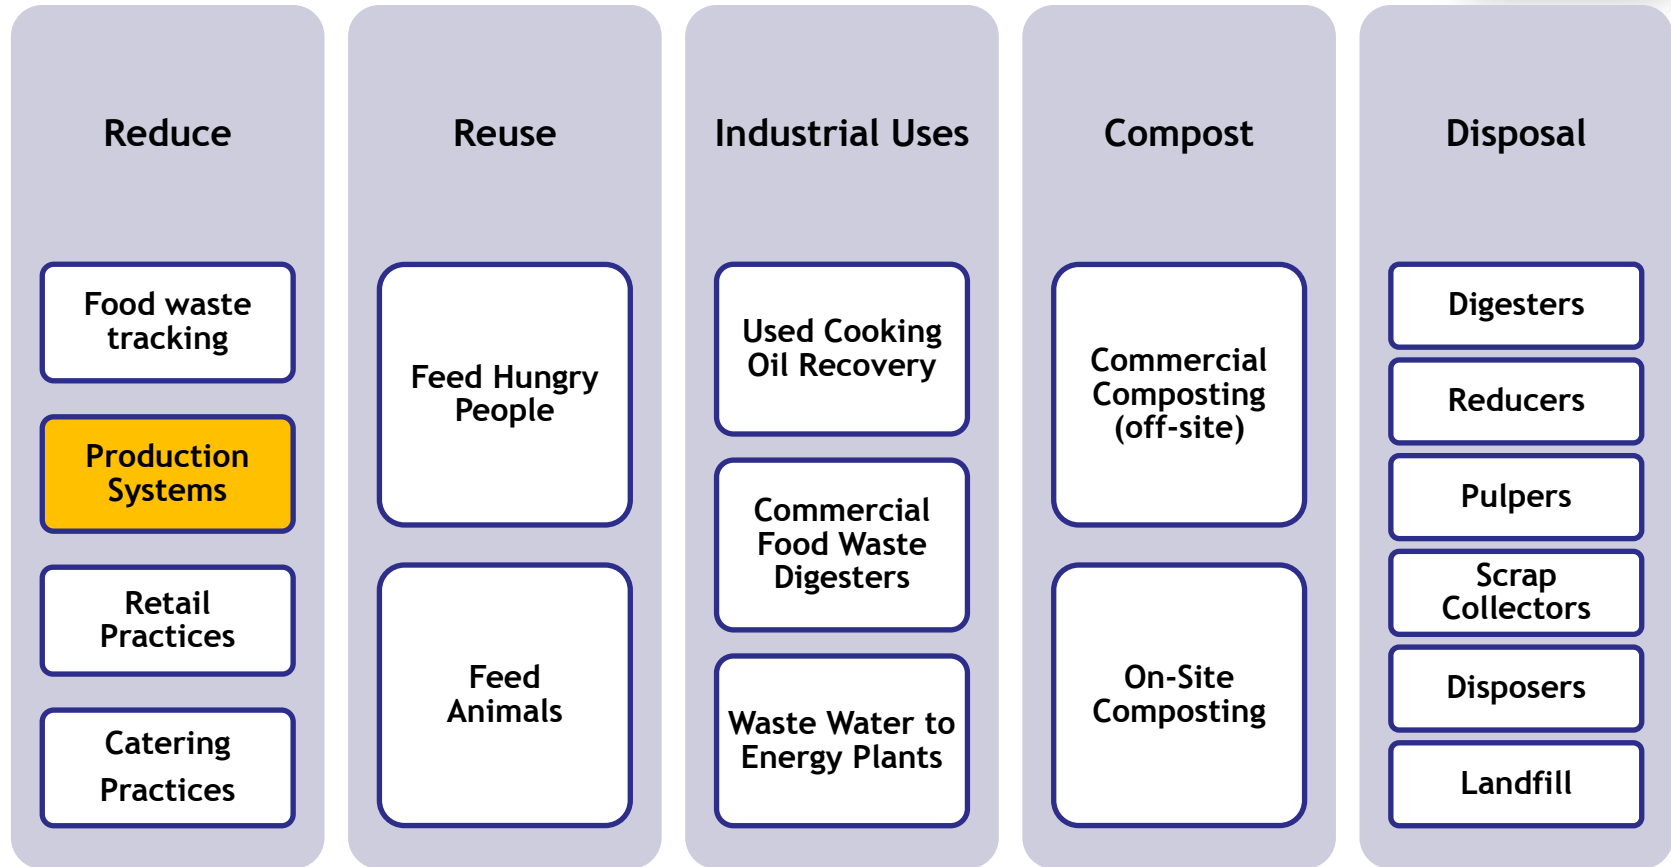 Reduce
Food waste
tracking
Production
Systems
Retail
Practices
Catering
Practices
Reuse
Feed Hungry
People
Feed
Animals
Industrial Uses
Used Cooking
Oil Recovery
Commercial
Food Waste
Digesters
Waste Water to
Energy Plants
Compost
Commercial
Composting
(off-site)
On-Site
Composting
Disposal
Digesters
Reducers
Pulpers
Scrap
Collectors
Disposers
Landfill